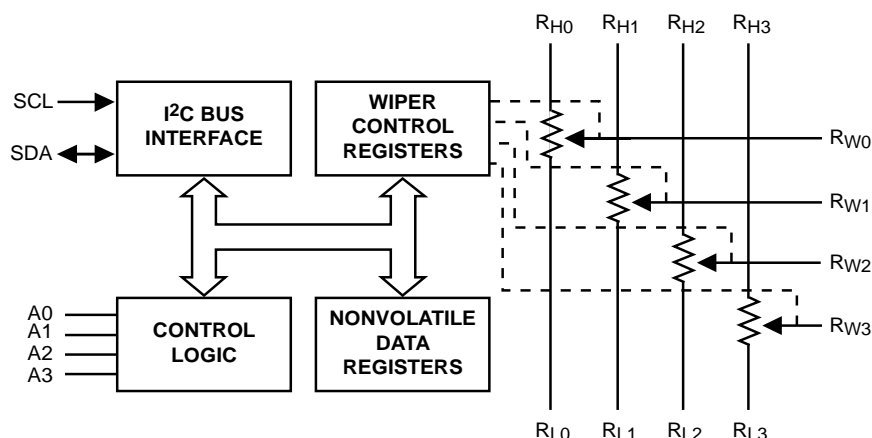 RH0 RH1 RH2 RH3
SCL
SDA
I2C BUS
INTERFACE
WIPER
CONTROL
REGISTERS
RW0
RW1
RW2
RW3
A0
A1
A2
A3
CONTROL
LOGIC
NONVOLATILE
DATA
REGISTERS
RL0 RL1 RL2 RL3